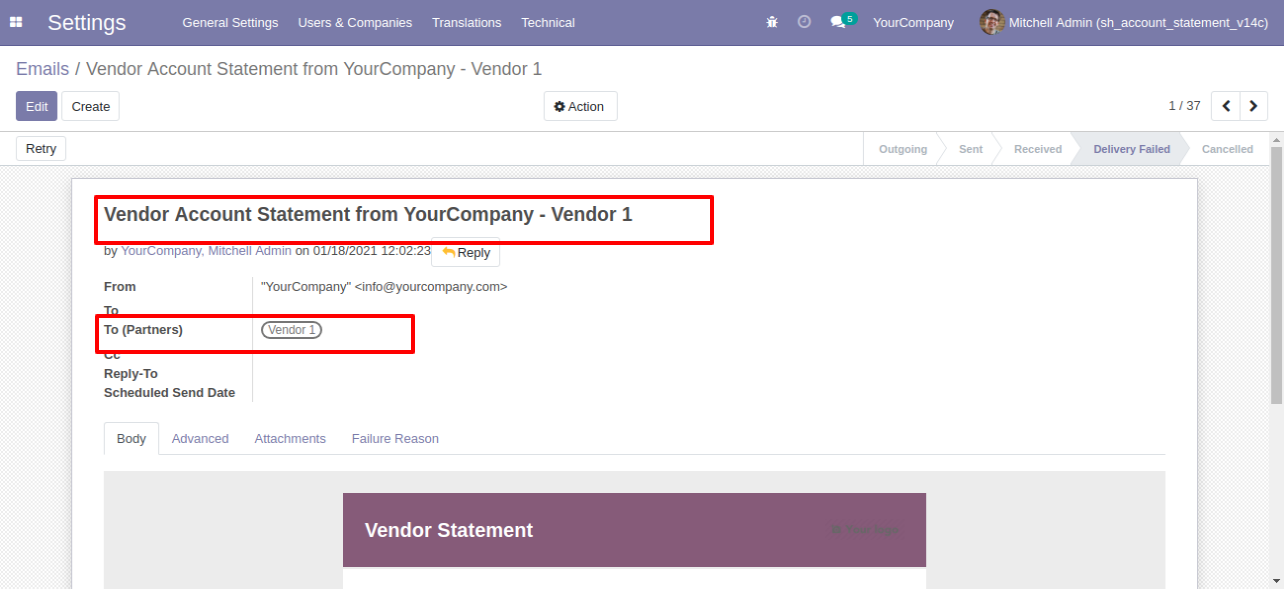 Settings General Settings Users & Companies Translations Technical 5 YourCompany Mitchell Admin (sh_account_statement_v14c)
Emails / Vendor Account Statement from YourCompany - Vendor 1
Edit Create Action 1 / 37
Retry Outgoing Sent Received Delivery Failed Cancelled
Vendor Account Statement from YourCompany - Vendor 1
by YourCompany, Mitchell Admin on 01/18/2021 12:02:23 Reply
From "YourCompany" <info@yourcompany.com>
To
To (Partners) Vendor 1
Cc
Reply-To
Scheduled Send Date
Body Advanced Attachments Failure Reason
Vendor Statement